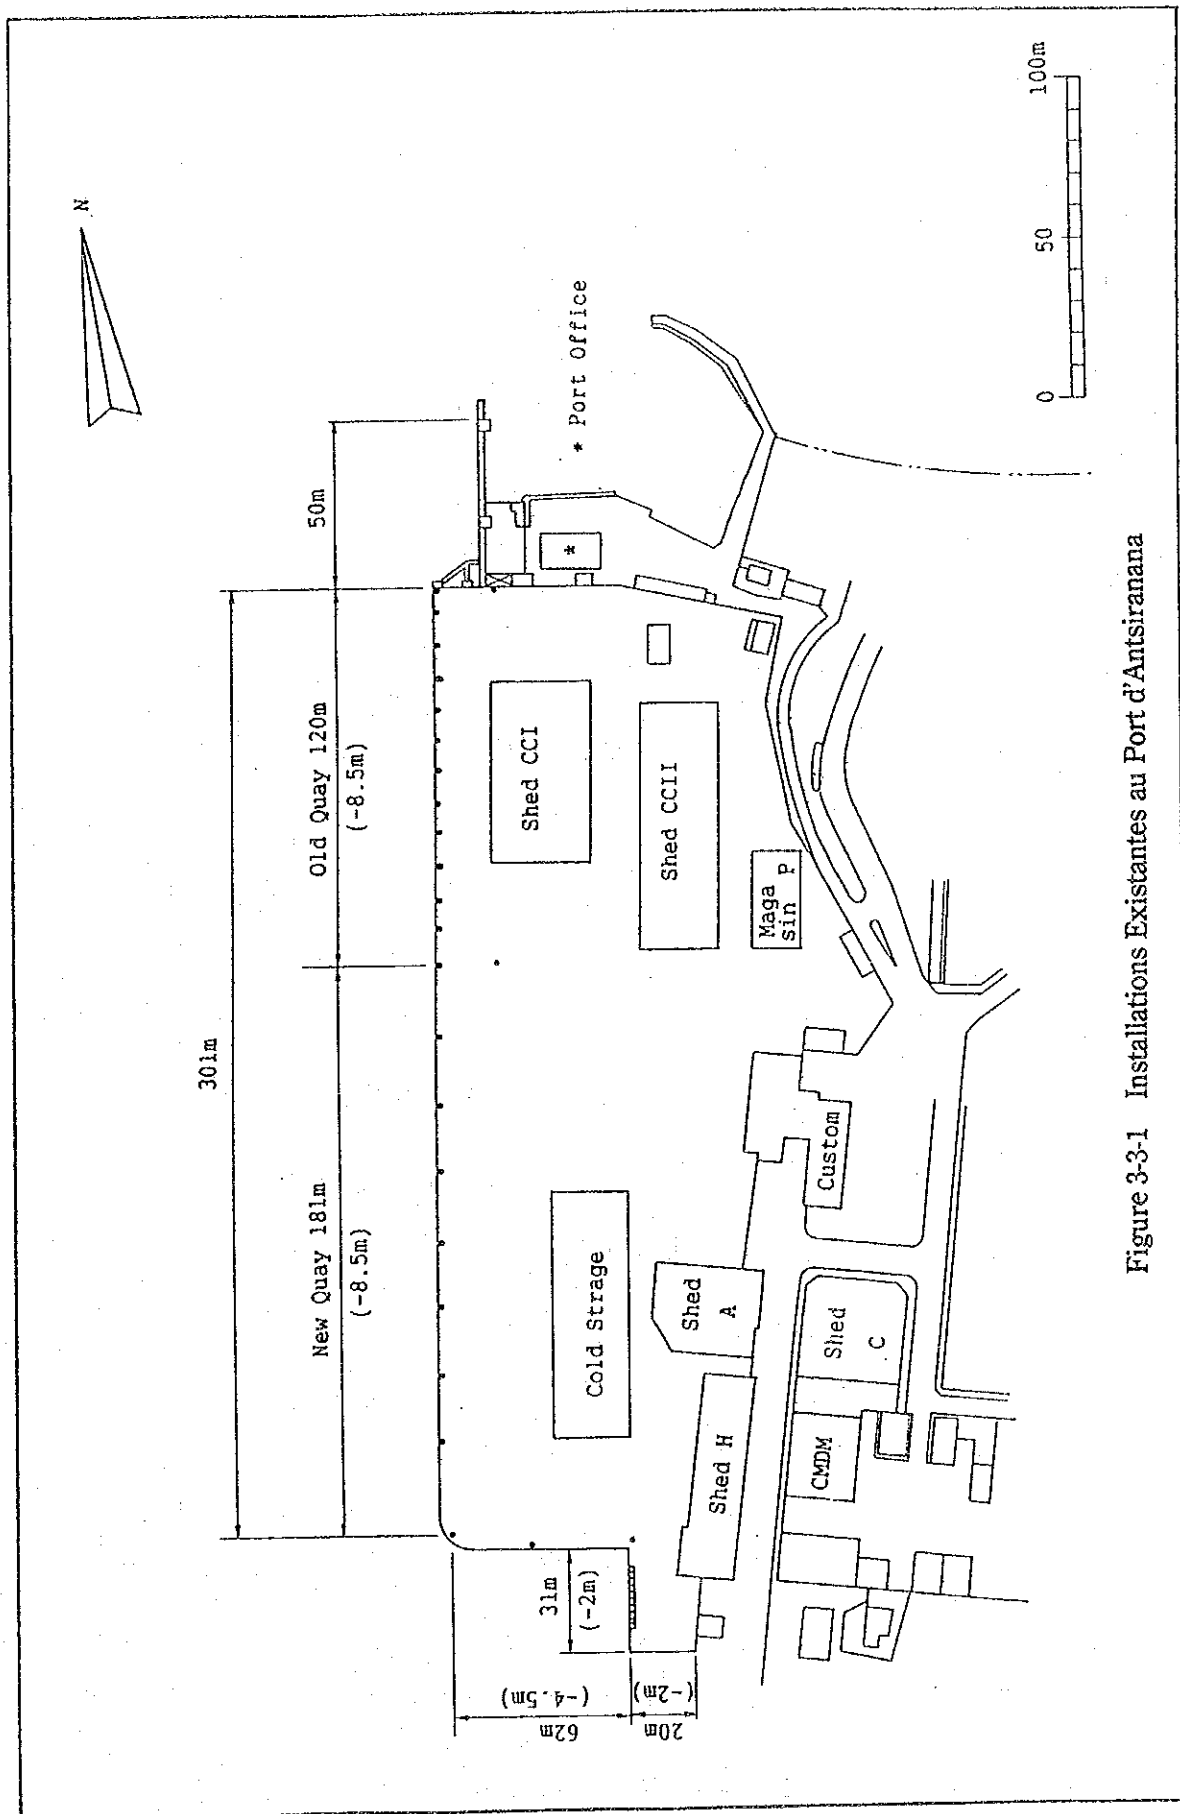 N
301m
50m
New Quay 181m
(-8.5m)
Old Quay 120m
(-8.5m)
* Port Office
*
Shed CCI
Shed CCII
Maga
sin P
Cold Strage
Shed
A
Custom
Shed H
Shed
C
CMDM
31m
(-2m)
62m
(-4.5m)
20m
(-2m)
0
50
100m
Figure 3-3-1 Installations Existantes au Port d'Antsiranana